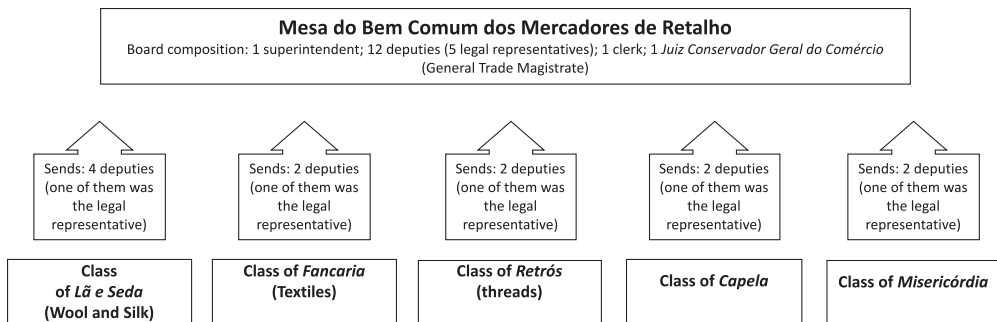 Mesa do Bem Comum dos Mercadores de Retalho
Board composition: 1 superintendent; 12 deputies (5 legal representatives); 1 clerk; 1 Juiz Conservador Geral do Comércio
(General Trade Magistrate)
Sends: 4 deputies
(one of them was
the legal
representative)
Sends: 2 deputies
(one of them was
the legal
representative)
Sends: 2 deputies
(one of them was
the legal
representative)
Sends: 2 deputies
(one of them was
the legal
representative)
Sends: 2 deputies
(one of them was
the legal
representative)
Class
of Lã e Seda
(Wool and Silk)
Class of Fancaria
(Textiles)
Class of Retrós
(threads)
Class of Capela
Class of Misericórdia